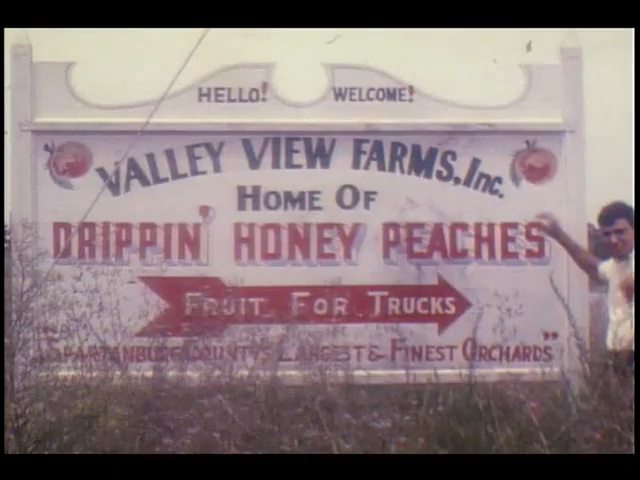 HELLO! WELCOME!
VALLEY VIEW FARMS, Inc.
HOME OF
DRIPPIN' HONEY PEACHES
FRUIT FOR TRUCKS
"SPARTANBURG COUNTY'S LARGEST & FINEST ORCHARDS"